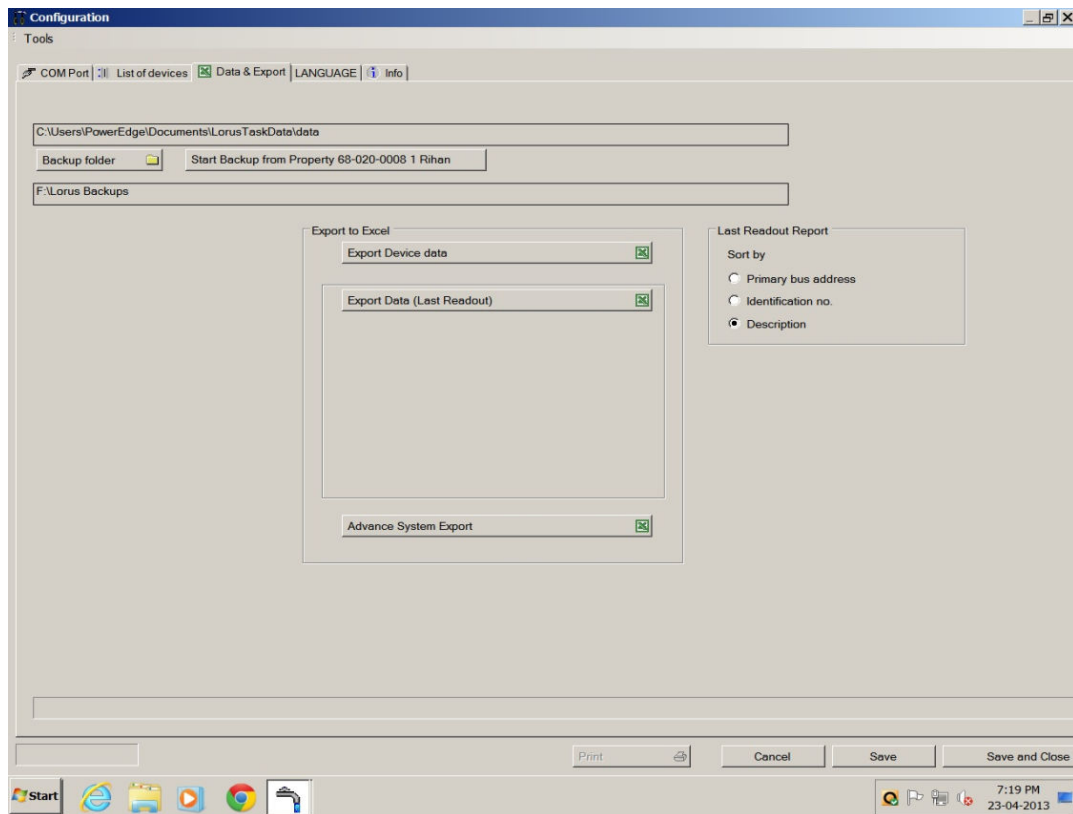 Configuration
Tools
COM Port List of devices Data & Export LANGUAGE Info
C:\Users\PowerEdge\Documents\LorusTaskData\data
Backup folder Start Backup from Property 68-020-0008 1 Rihan
F:\Lorus Backups
Export to Excel Last Readout Report
Export Device data Sort by
Primary bus address
Export Data (Last Readout) Identification no.
Description
Advance System Export
Print Cancel Save Save and Close
Start 7:19 PM
23-04-2013